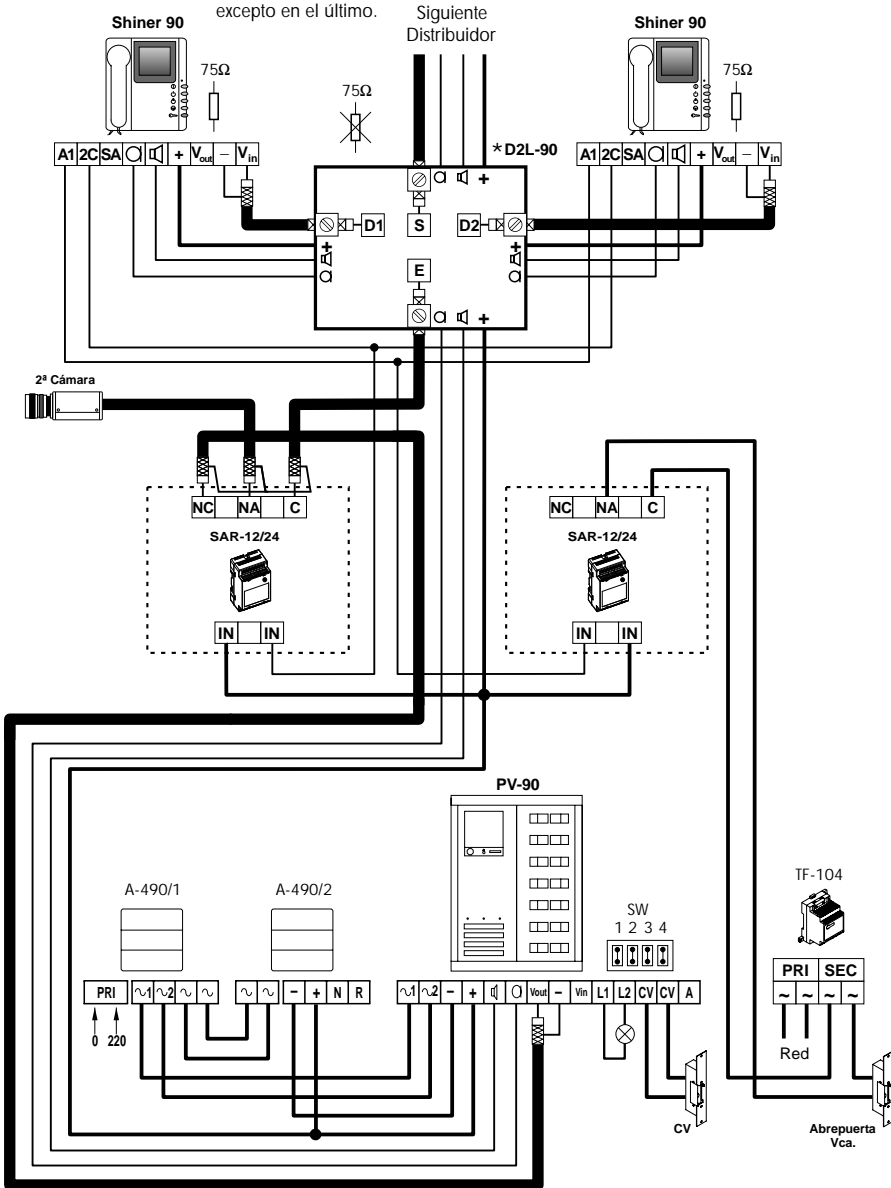 excepto en el último.
Siguiente
Distribuidor
Shiner 90
Shiner 90
75Ω
75Ω
75Ω
*D2L-90
A1 2C SA + Vout – Vin
A1 2C SA + Vout – Vin
+
D1 S D2
+ +
E
+
2ª Cámara
NC NA C
NC NA C
SAR-12/24
SAR-12/24
IN IN
IN IN
PV-90
A-490/1
A-490/2
SW
1 2 3 4
TF-104
PRI SEC
~ ~ ~ ~
Red
PRI ~1 ~2 ~ ~
~ ~ – + N R
~1 ~2 – + Vout – Vin L1 L2 CV CV A
0 220
CV
Abrepuerta
Vca.